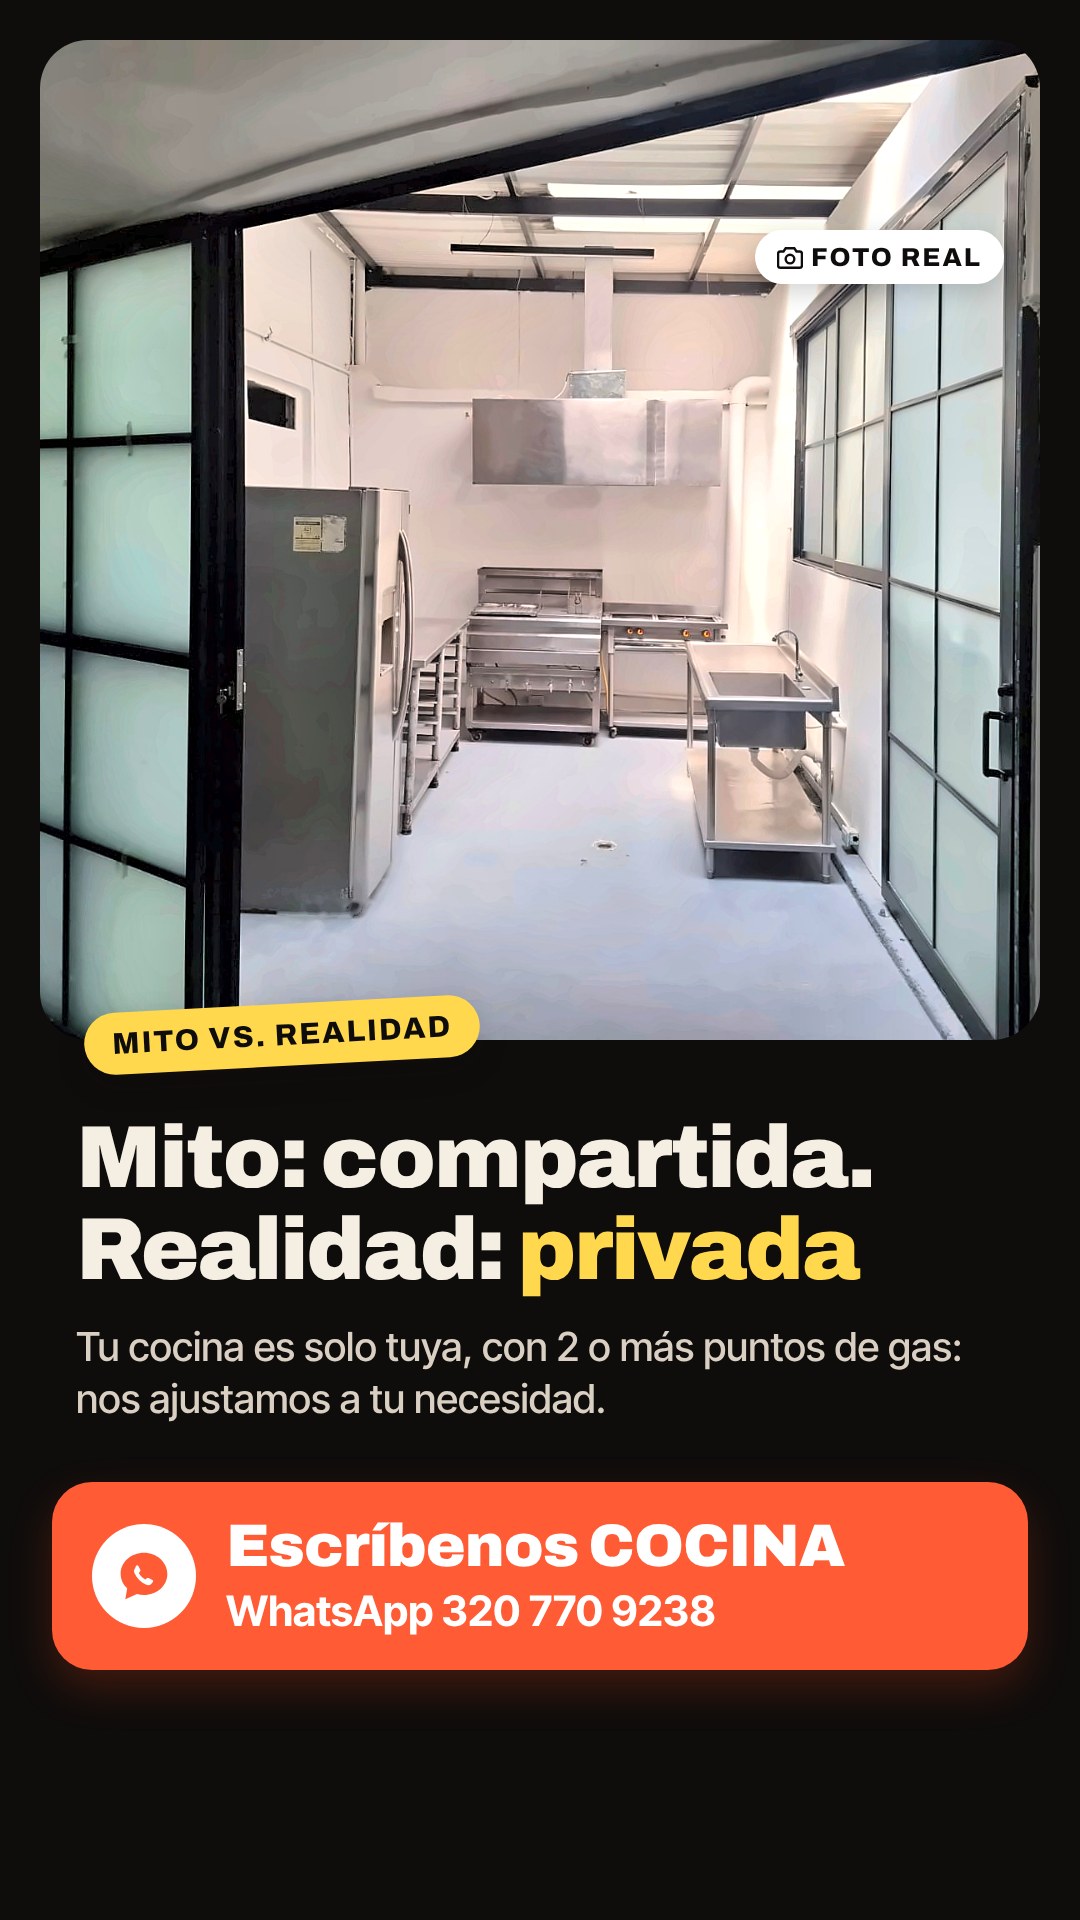 FOTO REAL
MITO VS. REALIDAD
Mito: compartida.
Realidad: privada
Tu cocina es solo tuya, con 2 o más puntos de gas:
nos ajustamos a tu necesidad.
Escríbenos COCINA
WhatsApp 320 770 9238